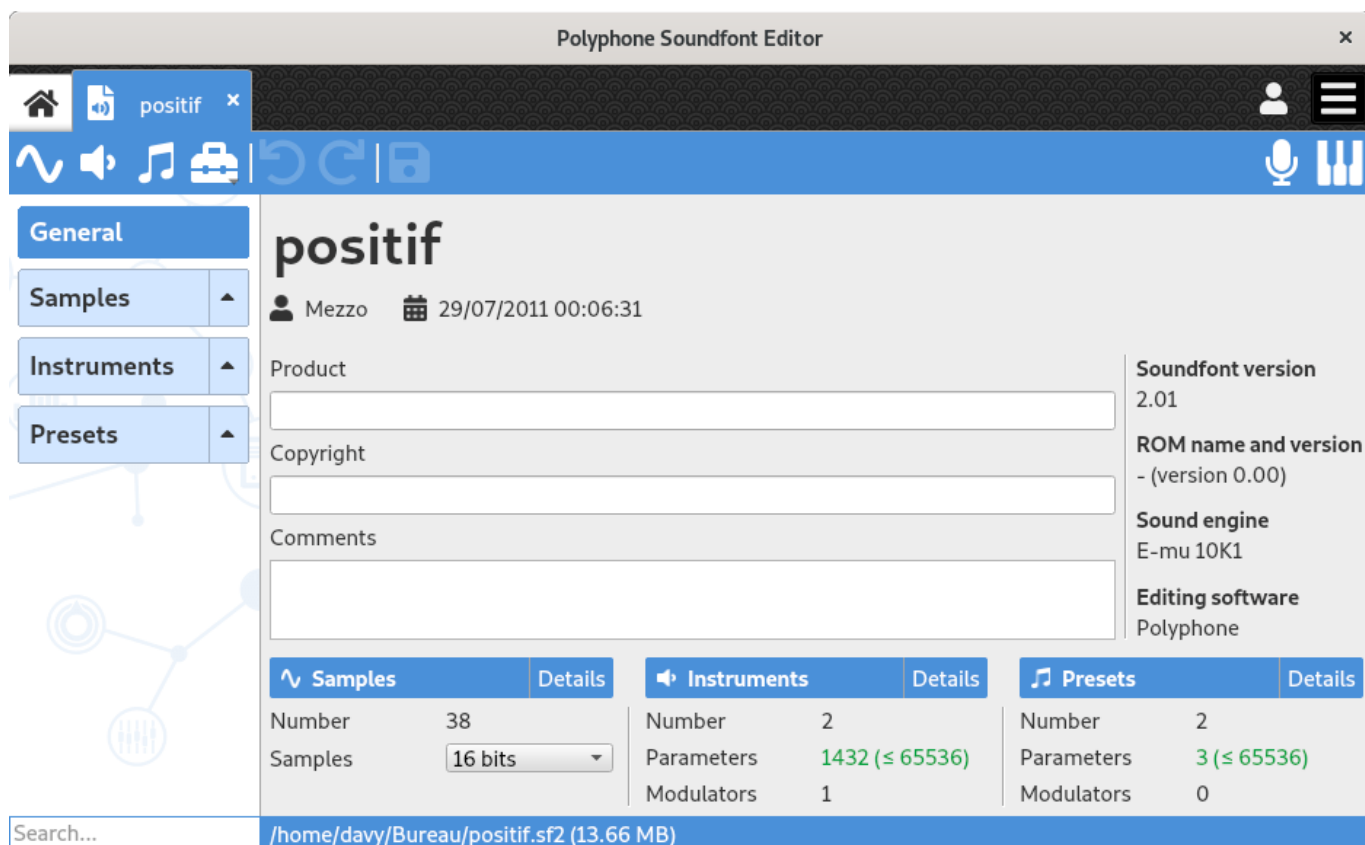 Polyphone Soundfont Editor
positif
General
Samples
Instruments
Presets
positif
Mezzo 29/07/2011 00:06:31
Product
Copyright
Comments
Soundfont version
2.01
ROM name and version
- (version 0.00)
Sound engine
E-mu 10K1
Editing software
Polyphone
Samples Details
Number 38
Samples 16 bits
Instruments Details
Number 2
Parameters 1432 (≤ 65536)
Modulators 1
Presets Details
Number 2
Parameters 3 (≤ 65536)
Modulators 0
Search...
/home/davy/Bureau/positif.sf2 (13.66 MB)